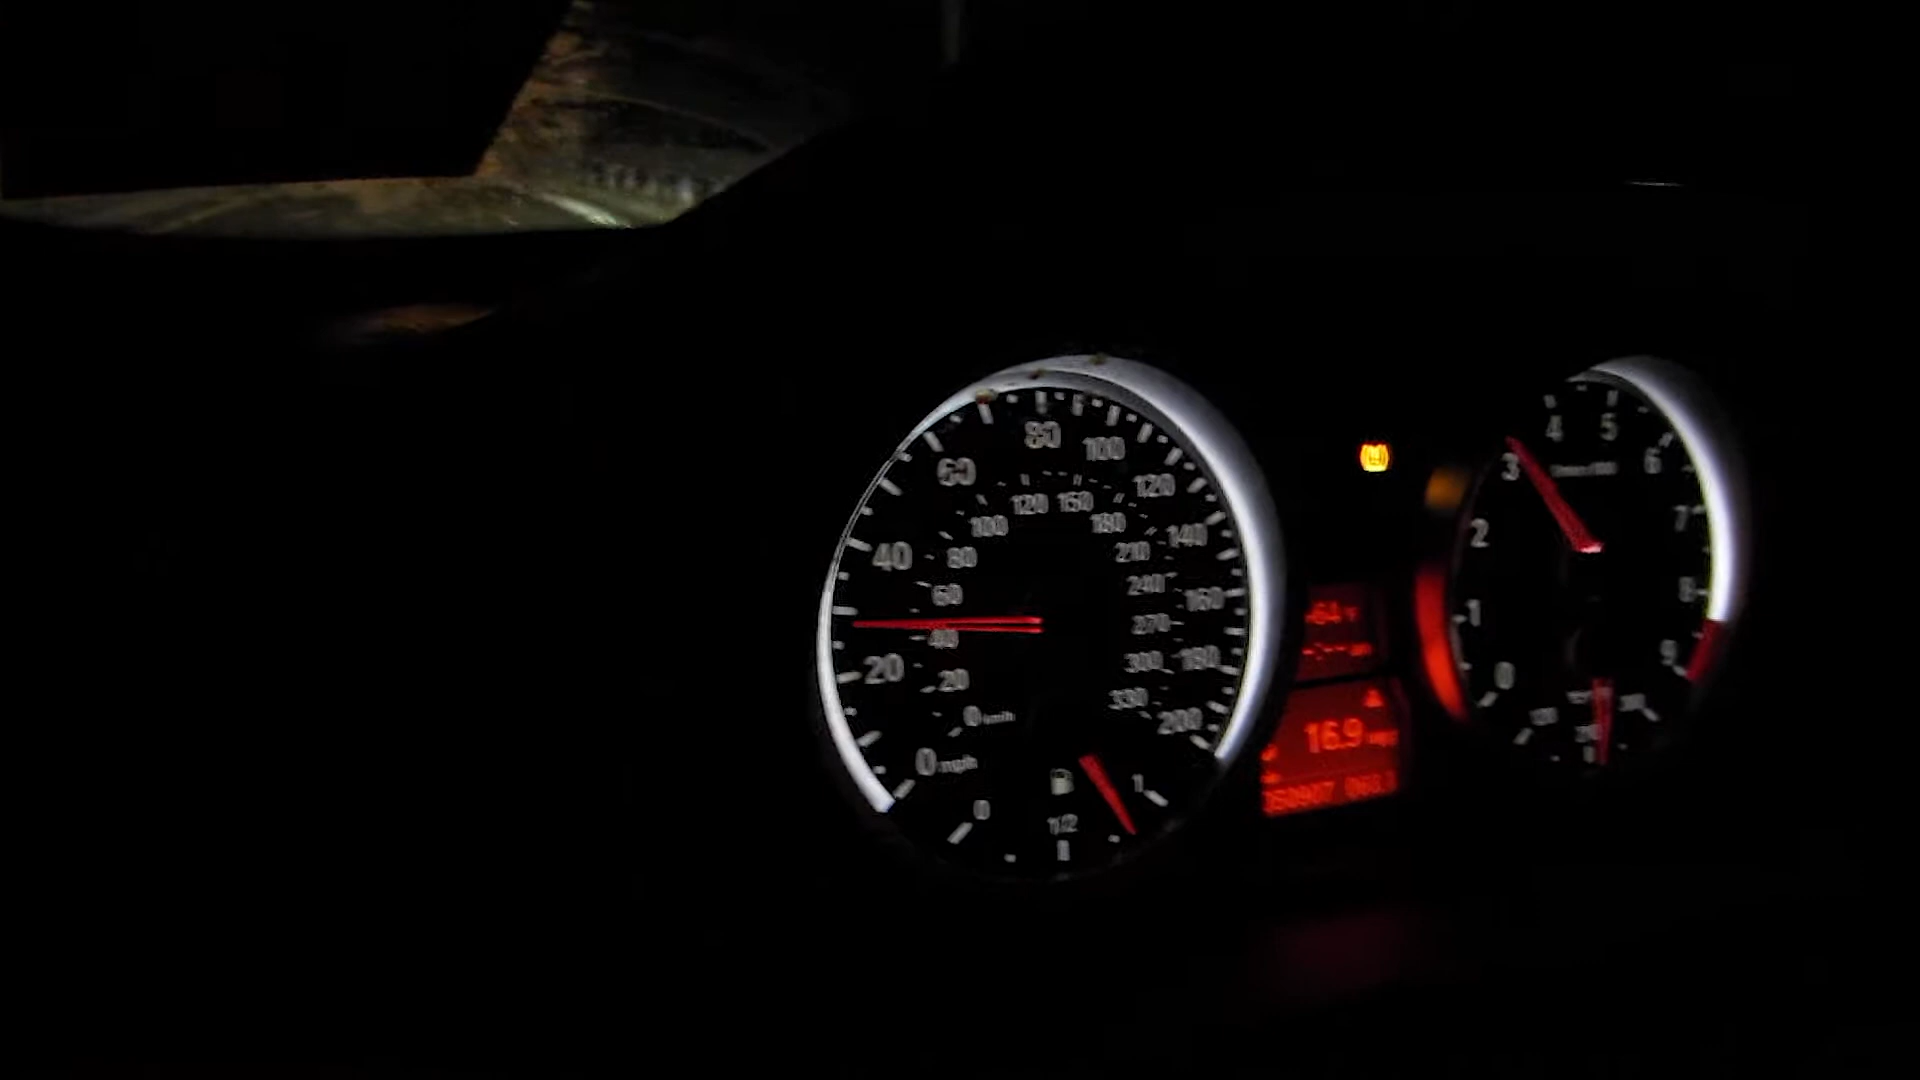 80
60 100
120
120 150
100 180
40 80 210 140
60 240 160
40 270
20 300 180
20 330
0 km/h 200
0 mph
0 1/2 1
16.9 mpg
4 5
3 6
2 7
1 8
0 9